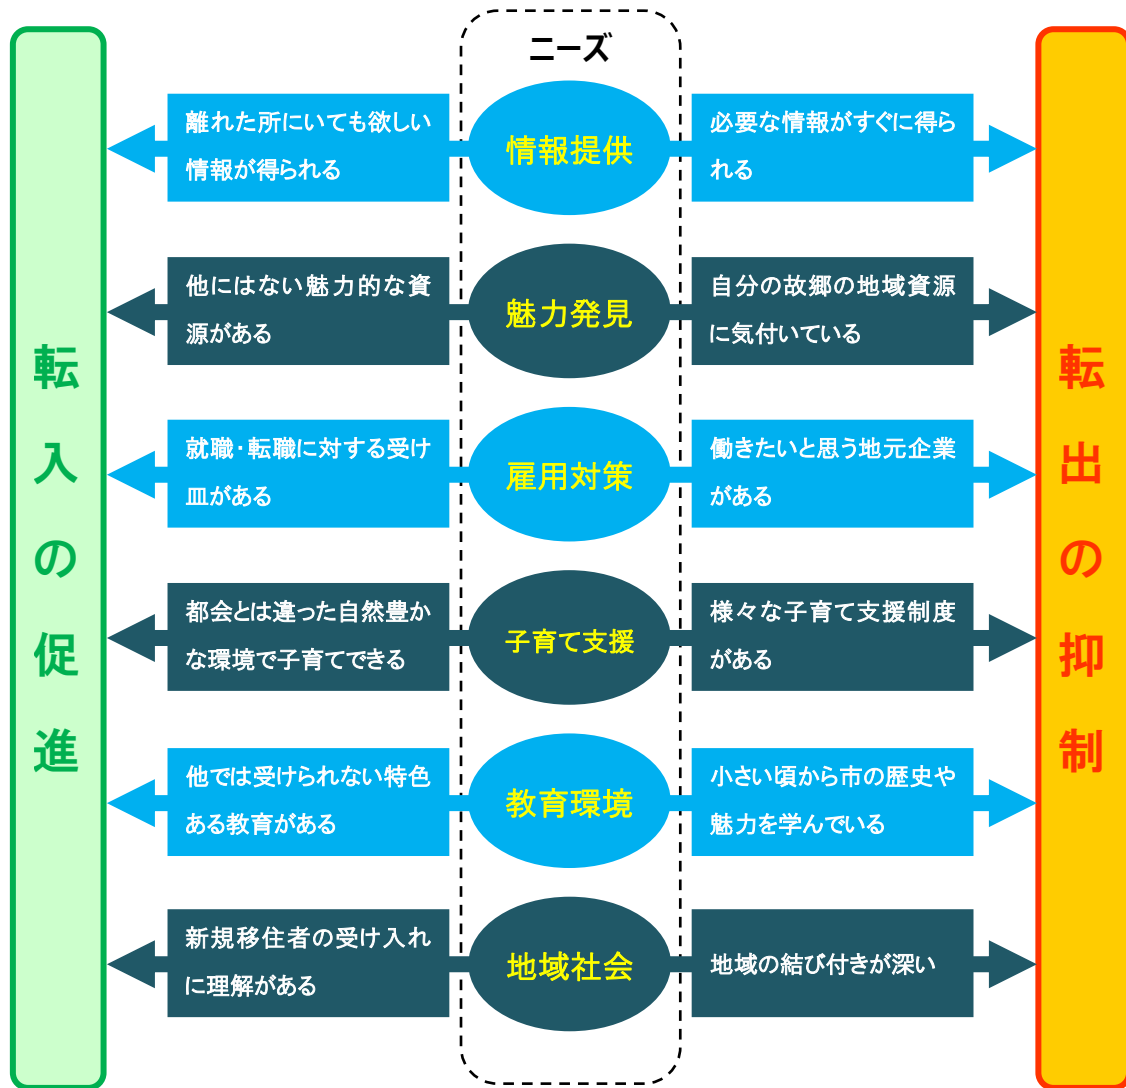 ニーズ
転入の促進
離れた所にいても欲しい
情報が得られる
情報提供
必要な情報がすぐに得ら
れる
他にはない魅力的な資
源がある
魅力発見
自分の故郷の地域資源
に気付いている
就職・転職に対する受け
皿がある
雇用対策
働きたいと思う地元企業
がある
都会とは違った自然豊か
な環境で子育てできる
子育て支援
様々な子育て支援制度
がある
他では受けられない特色
ある教育がある
教育環境
小さい頃から市の歴史や
魅力を学んでいる
新規移住者の受け入れ
に理解がある
地域社会
地域の結び付きが深い
転出の抑制